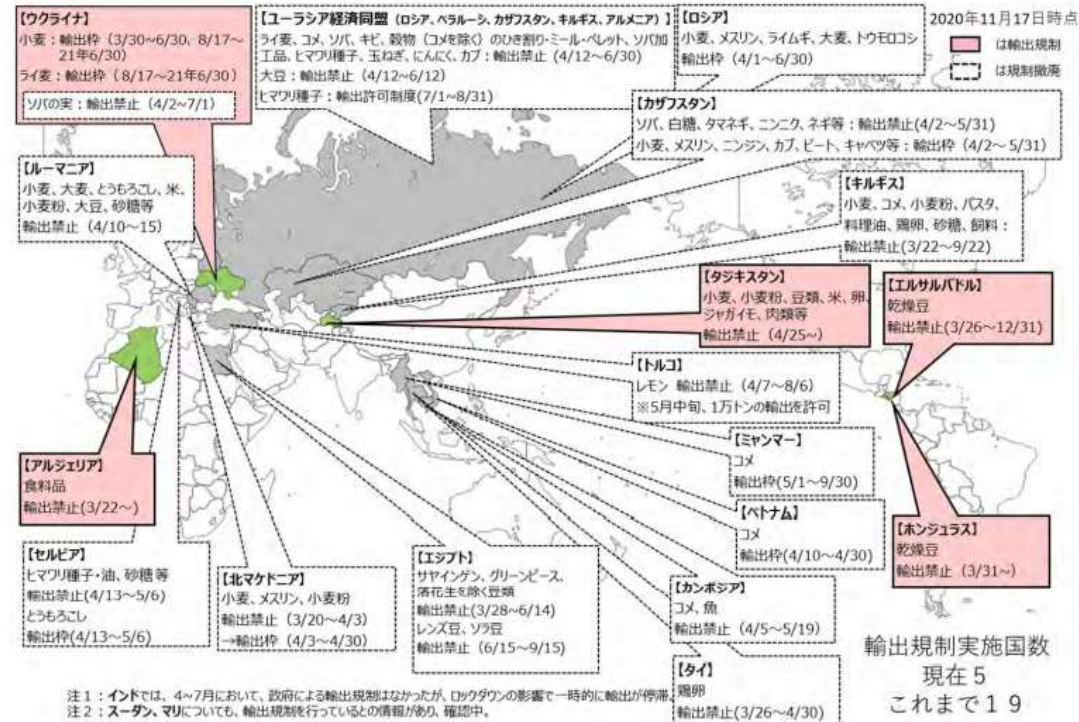 2020年11月17日時点
は輸出規制
は規制撤廃
【ウクライナ】
小麦：輸出枠（3/30~6/30、8/17～
21年6/30）
ライ麦：輸出枠（8/17～21年6/30）
ソバの実：輸出禁止（4/2~7/1）
【ユーラシア経済同盟（ロシア、ベラルーシ、カザフスタン、キルギス、アルメニア）】
ライ麦、コメ、ソバ、キビ、穀物（コメを除く）のひき割り・ミール・ペレット、ソバ加
工品、ヒマワリ種子、玉ねぎ、にんにく、カブ：輸出禁止（4/12～6/30）
大豆：輸出禁止（4/12~6/12）
ヒマワリ種子：輸出許可制度(7/1~8/31)
【ロシア】
小麦、メスリン、ライムギ、大麦、トウモロコシ
輸出枠（4/1～6/30）
【カザフスタン】
ソバ、白糖、タマネギ、ニンニク、ネギ等：輸出禁止(4/2～5/31)
小麦、メスリン、ニンジン、カブ、ビート、キャベツ等：輸出枠（4/2～ 5/31)
【ルーマニア】
小麦、大麦、とうもろこし、米、
小麦粉、大豆、砂糖等
輸出禁止（4/10～15）
【キルギス】
小麦、コメ、小麦粉、パスタ、
料理油、鶏卵、砂糖、飼料：
輸出禁止(3/22～9/22)
【タジキスタン】
小麦、小麦粉、豆類、米、卵、
ジャガイモ、肉類等
輸出禁止（4/25~）
【エルサルバドル】
乾燥豆
輸出禁止(3/26～12/31)
【トルコ】
レモン 輸出禁止（4/7～8/6）
※5月中旬、1万トンの輸出を許可
【ミャンマー】
コメ
輸出枠(5/1～9/30)
【ベトナム】
コメ
輸出枠(4/10～4/30)
【アルジェリア】
食料品
輸出禁止(3/22～)
【ホンジュラス】
乾燥豆
輸出禁止（3/31~）
【セルビア】
ヒマワリ種子・油、砂糖等
輸出禁止(4/13～5/6)
とうもろこし
輸出枠(4/13～5/6)
【北マケドニア】
小麦、メスリン、小麦粉
輸出禁止（3/20～4/3）
→輸出枠（4/3～4/30）
【エジプト】
サヤインゲン、グリーンピース、
落花生を除く豆類
輸出禁止(3/28～6/14)
レンズ豆、ソラ豆
輸出禁止（6/15～9/15）
【カンボジア】
コメ、魚
輸出禁止（4/5～5/19）
【タイ】
鶏卵
輸出禁止(3/26～4/30)
輸出規制実施国数
現在５
これまで１９
注１：インドでは、4～7月において、政府による輸出規制はなかったが、ロックダウンの影響で一時的に輸出が停滞。
注２：スーダン、マリについても、輸出規制を行っているとの情報があり、確認中。